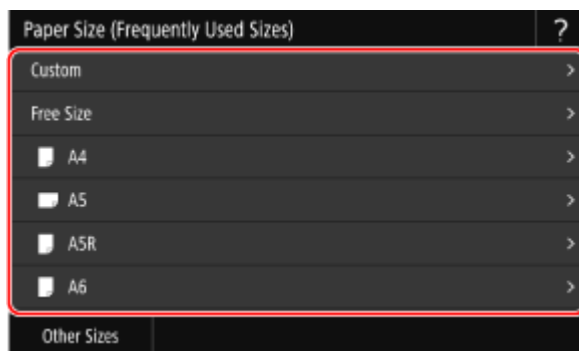 Paper Size (Frequently Used Sizes) ?
Custom >
Free Size >
A4 >
A5 >
A5R >
A6 >
Other Sizes